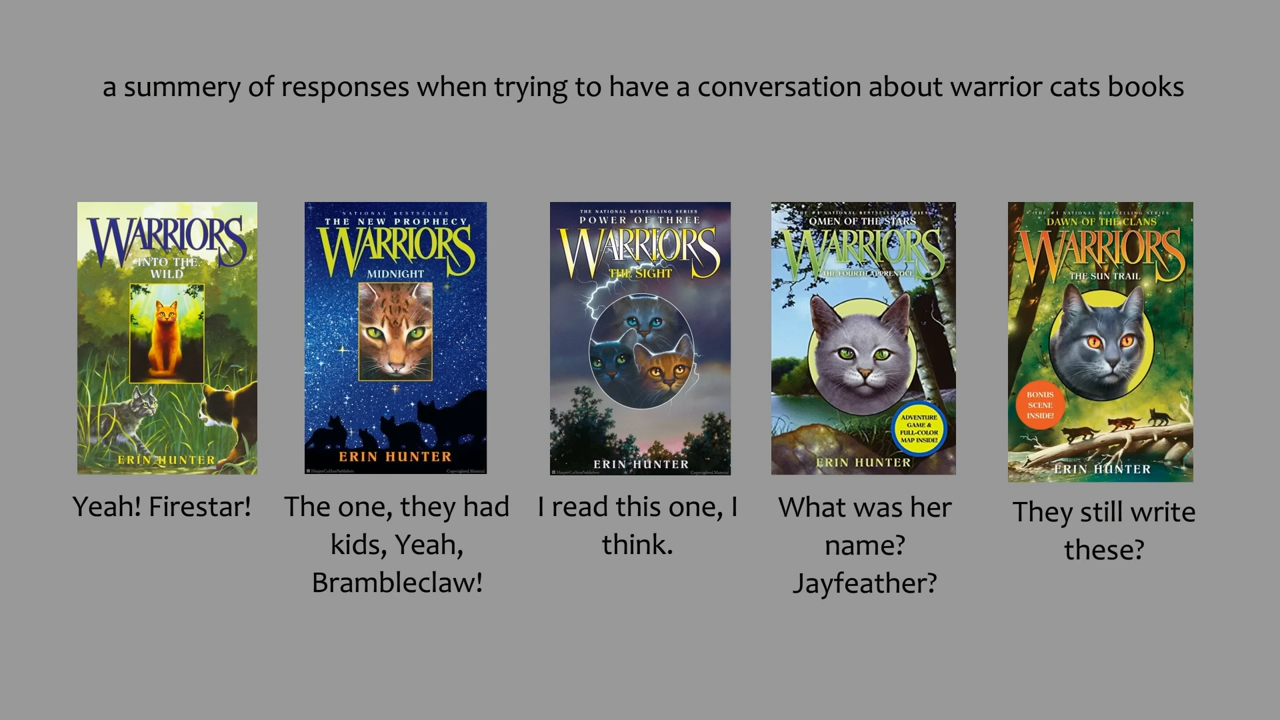 a summery of responses when trying to have a conversation about warrior cats books
WARRIORS
INTO THE
WILD
ERIN HUNTER
NATIONAL BESTSELLER
THE NEW PROPHECY
WARRIORS
MIDNIGHT
ERIN HUNTER
THE NATIONAL BESTSELLING SERIES
POWER OF THREE
WARRIORS
THE SIGHT
ERIN HUNTER
THE #1 NATIONAL BESTSELLING SERIES
OMEN OF THE STARS
WARRIORS
THE FOURTH APPRENTICE
ADVENTURE
GAME &
FULL-COLOR
MAP INSIDE!
ERIN HUNTER
THE #1 NATIONAL BESTSELLING SERIES
DAWN OF THE CLANS
WARRIORS
THE SUN TRAIL
BONUS
SCENE
INSIDE!
ERIN HUNTER
Yeah! Firestar!
The one, they had
kids, Yeah,
Brambleclaw!
I read this one, I
think.
What was her
name?
Jayfeather?
They still write
these?